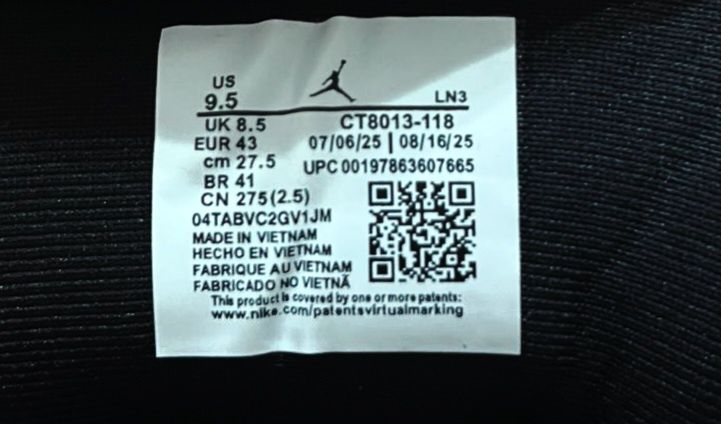 US
9.5
LN3
UK 8.5
CT8013-118
EUR 43
07/06/25 | 08/16/25
cm 27.5
UPC 00197863607665
BR 41
CN 275(2.5)
04TABVC2GV1JM
MADE IN VIETNAM
HECHO EN VIETNAM
FABRIQUE AU VIETNAM
FABRICADO NO VIETNÃ
This product is covered by one or more patents:
www.nike.com/patentsvirtualmarking